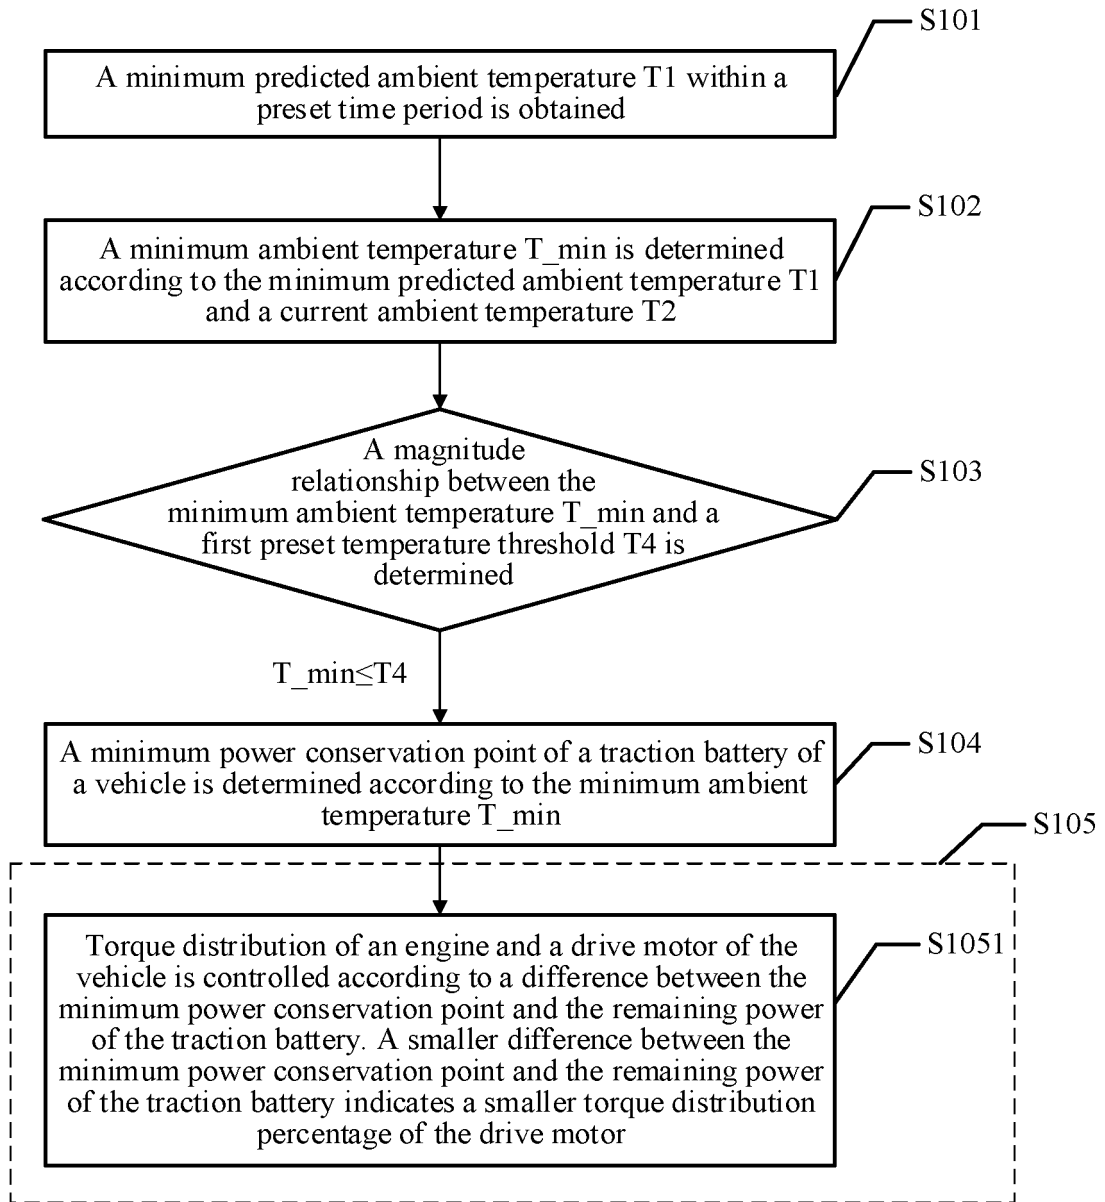 S101
A minimum predicted ambient temperature T1 within a
preset time period is obtained
S102
A minimum ambient temperature T_min is determined
according to the minimum predicted ambient temperature T1
and a current ambient temperature T2
S103
A magnitude
relationship between the
minimum ambient temperature T_min and a
first preset temperature threshold T4 is
determined
T_min≤T4
S104
A minimum power conservation point of a traction battery of
a vehicle is determined according to the minimum ambient
temperature T_min
S105
S1051
Torque distribution of an engine and a drive motor of the
vehicle is controlled according to a difference between the
minimum power conservation point and the remaining power
of the traction battery. A smaller difference between the
minimum power conservation point and the remaining power
of the traction battery indicates a smaller torque distribution
percentage of the drive motor